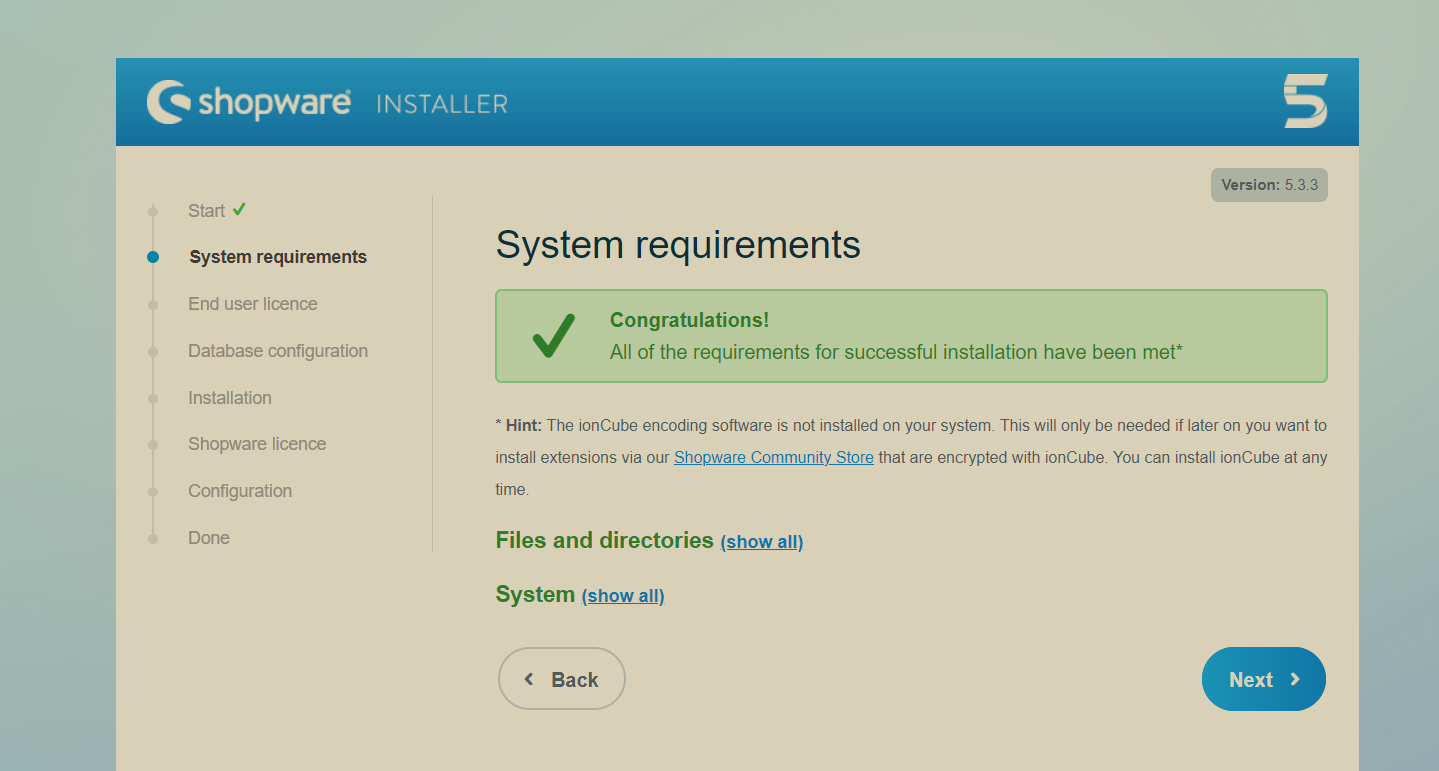 shopware INSTALLER
Version: 5.3.3
Start
System requirements
End user licence
Database configuration
Installation
Shopware licence
Configuration
Done
System requirements
Congratulations!
All of the requirements for successful installation have been met*
* Hint: The ionCube encoding software is not installed on your system. This will only be needed if later on you want to
install extensions via our Shopware Community Store that are encrypted with ionCube. You can install ionCube at any
time.
Files and directories (show all)
System (show all)
Back
Next